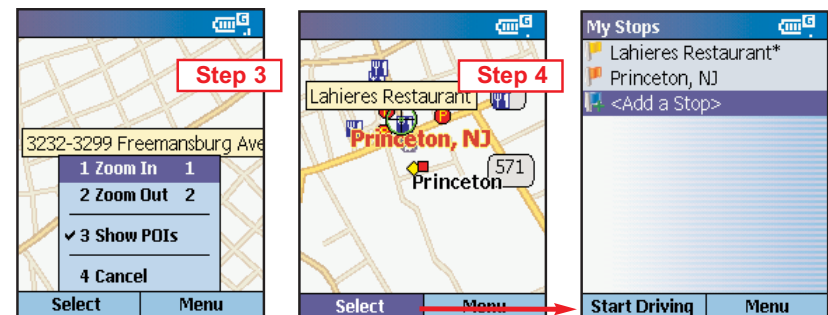 G
Step 3
3232-3299 Freemansburg Ave
1 Zoom In 1
2 Zoom Out 2
✓ 3 Show POIs
4 Cancel
Select Menu
G
Step 4
Lahieres Restaurant
Princeton, NJ
571
Princeton
Select Menu
My Stops G
Lahieres Restaurant*
Princeton, NJ
<Add a Stop>
Start Driving Menu